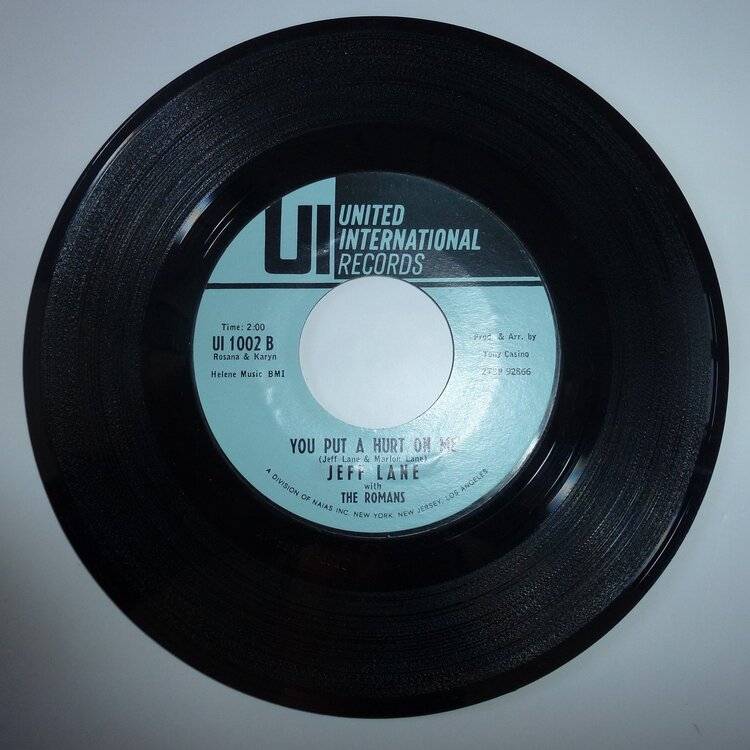 UI UNITED
INTERNATIONAL
RECORDS
Time: 2:00
UI 1002 B
Rosana & Karyn
Helene Music BMI
Prod. & Arr. by
Tony Casino
ZTSP 92866
YOU PUT A HURT ON ME
(Jeff Lane & Marlon Lane)
JEFF LANE
with
THE ROMANS
A DIVISION OF NAIAS INC. NEW YORK, NEW JERSEY, LOS ANGELES